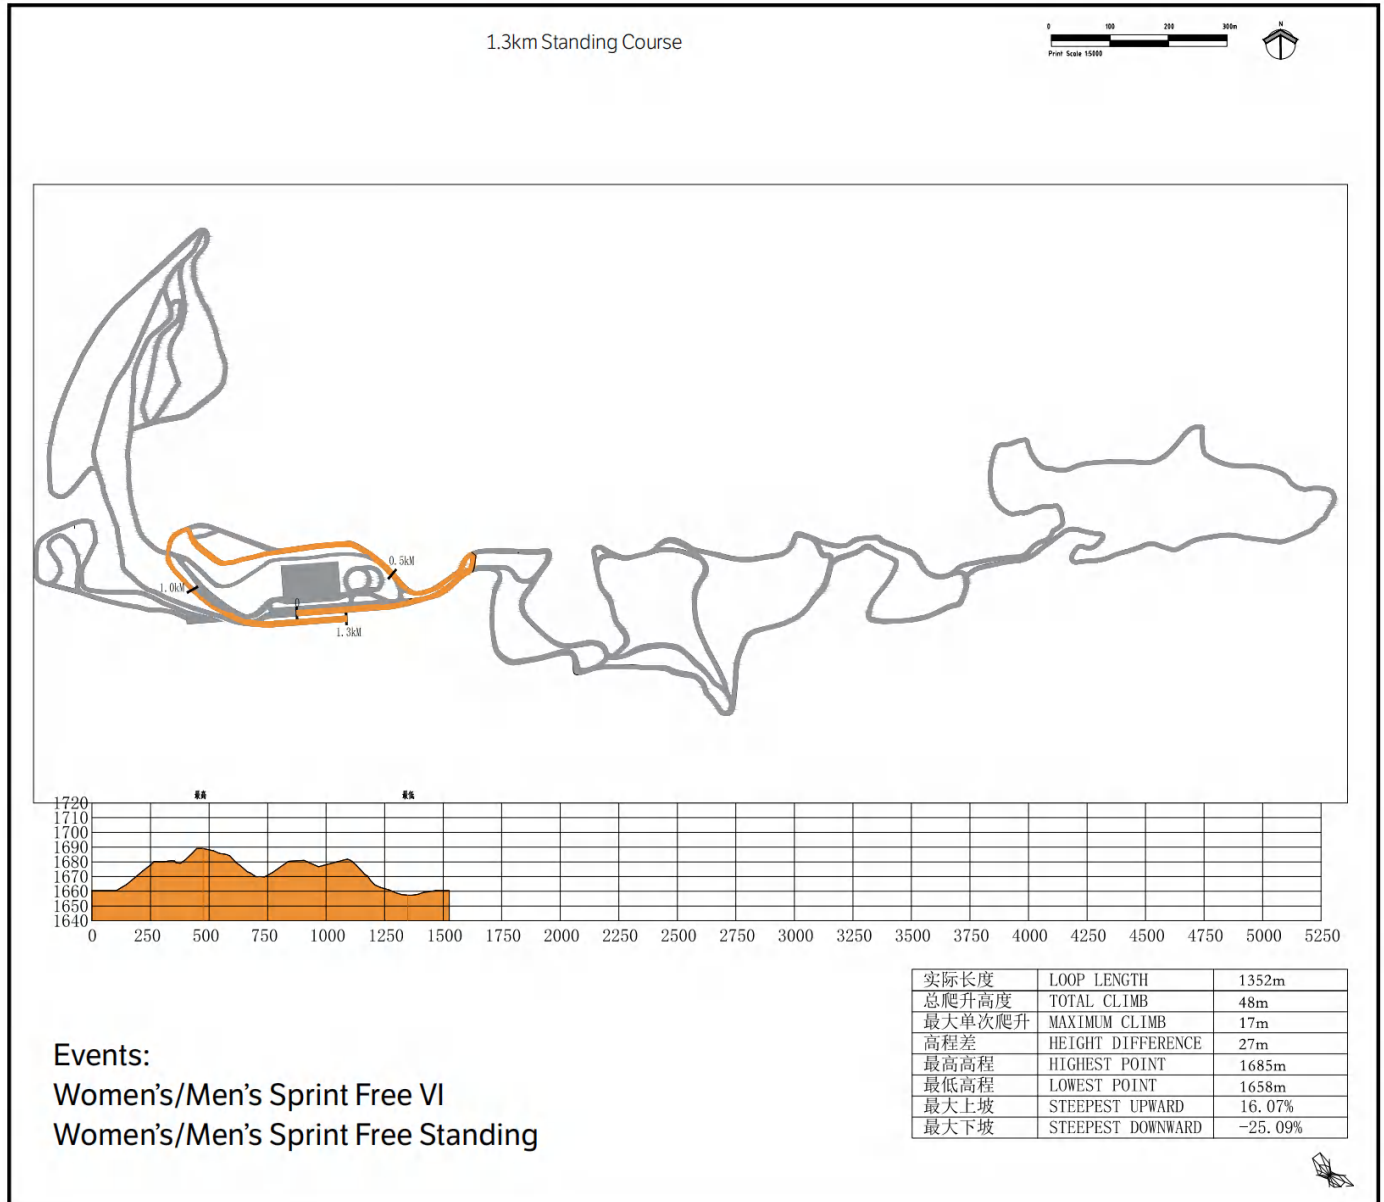 1.3km Standing Course
0 100 200 300m
Print Scale 1:5000
N
0.5kM
1.0kM
0
1.3kM
最高 最低
1720
1710
1700
1690
1680
1670
1660
1650
1640
0 250 500 750 1000 1250 1500 1750 2000 2250 2500 2750 3000 3250 3500 3750 4000 4250 4500 4750 5000 5250
实际长度 LOOP LENGTH 1352m
总爬升高度 TOTAL CLIMB 48m
最大单次爬升 MAXIMUM CLIMB 17m
高程差 HEIGHT DIFFERENCE 27m
最高高程 HIGHEST POINT 1685m
最低高程 LOWEST POINT 1658m
最大上坡 STEEPEST UPWARD 16.07%
最大下坡 STEEPEST DOWNWARD -25.09%
Events:
Women's/Men's Sprint Free VI
Women's/Men's Sprint Free Standing